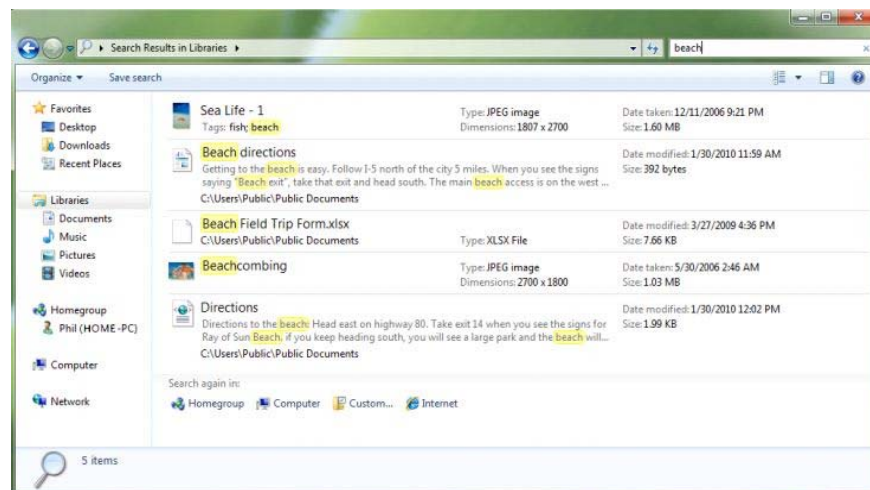 Search Results in Libraries
beach
Organize
Save search
Favorites
Desktop
Downloads
Recent Places
Libraries
Documents
Music
Pictures
Videos
Homegroup
Phil (HOME-PC)
Computer
Network
Sea Life - 1
Tags: fish; beach
Type: JPEG image
Dimensions: 1807 x 2700
Date taken: 12/11/2006 9:21 PM
Size: 1.60 MB
Beach directions
Getting to the beach is easy. Follow I-5 north of the city 5 miles. When you see the signs
saying "Beach exit", take that exit and head south. The main beach access is on the west ...
C:\Users\Public\Public Documents
Date modified: 1/30/2010 11:59 AM
Size: 392 bytes
Beach Field Trip Form.xlsx
C:\Users\Public\Public Documents
Type: XLSX File
Date modified: 3/27/2009 4:36 PM
Size: 7.66 KB
Beachcombing
Type: JPEG image
Dimensions: 2700 x 1800
Date taken: 5/30/2006 2:46 AM
Size: 1.03 MB
Directions
Directions to the beach: Head east on highway 80. Take exit 14 when you see the signs for
Ray of Sun Beach, if you keep heading south, you will see a large park and the beach will...
C:\Users\Public\Public Documents
Date modified: 1/30/2010 12:02 PM
Size: 1.99 KB
Search again in:
Homegroup
Computer
Custom...
Internet
5 items